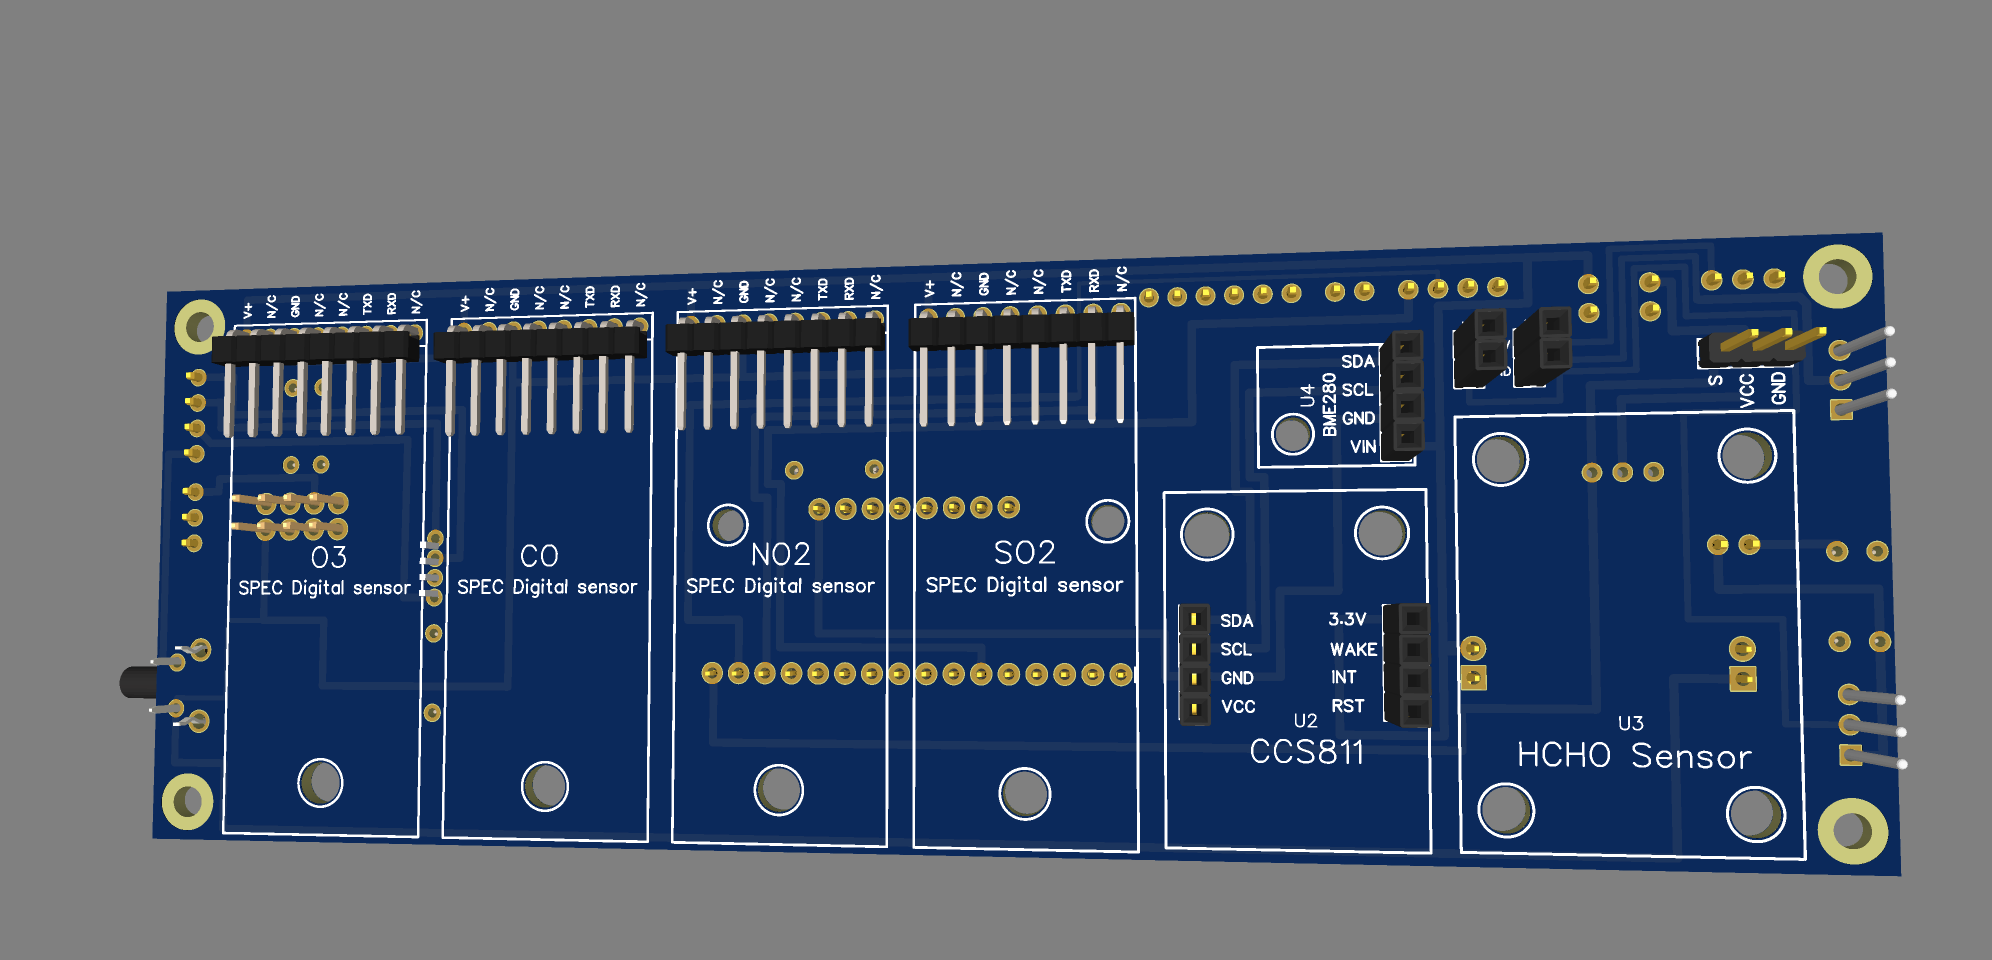 V+ N/C GND N/C N/C TXD RXD N/C
V+ N/C GND N/C N/C TXD RXD N/C
V+ N/C GND N/C N/C TXD RXD N/C
V+ N/C GND N/C N/C TXD RXD N/C
O3
SPEC Digital sensor
CO
SPEC Digital sensor
NO2
SPEC Digital sensor
SO2
SPEC Digital sensor
U4
BME280
SDA
SCL
GND
VIN
S
VCC
GND
SDA
SCL
GND
VCC
3.3V
WAKE
INT
RST
U2
CCS811
U3
HCHO Sensor